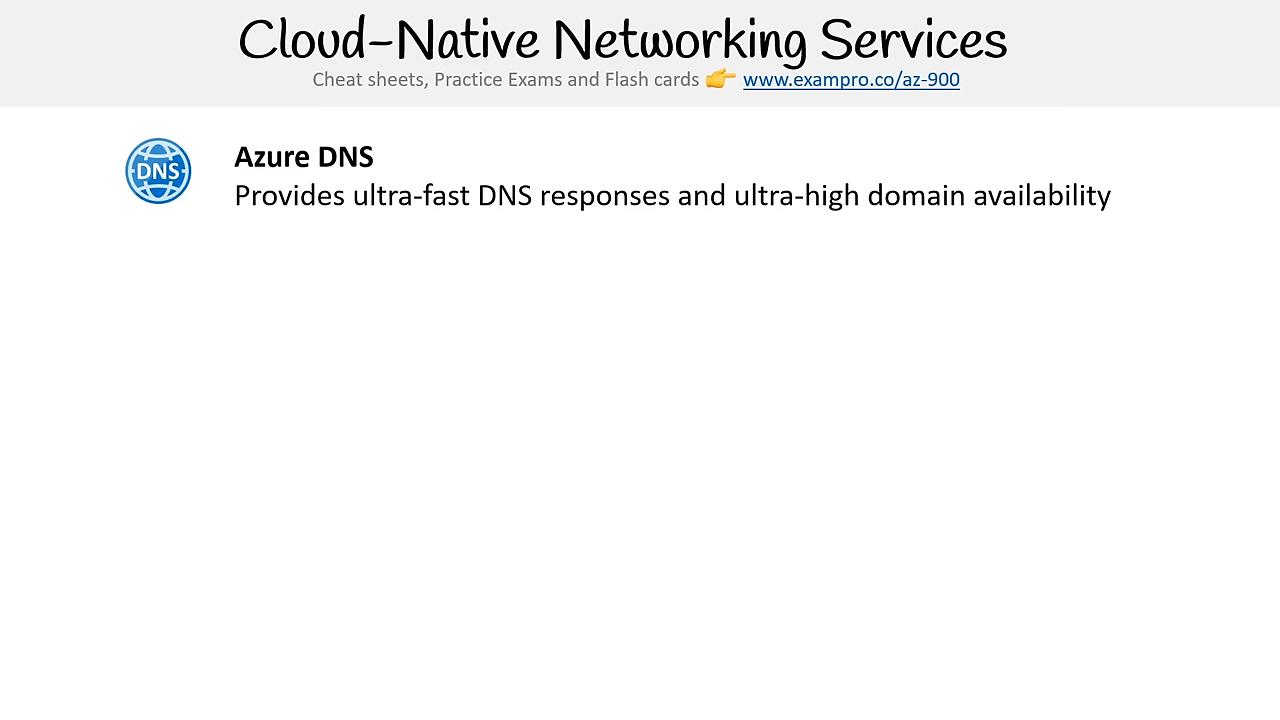 Cloud-Native Networking Services
Cheat sheets, Practice Exams and Flash cards 👉 www.exampro.co/az-900
DNS
Azure DNS
Provides ultra-fast DNS responses and ultra-high domain availability